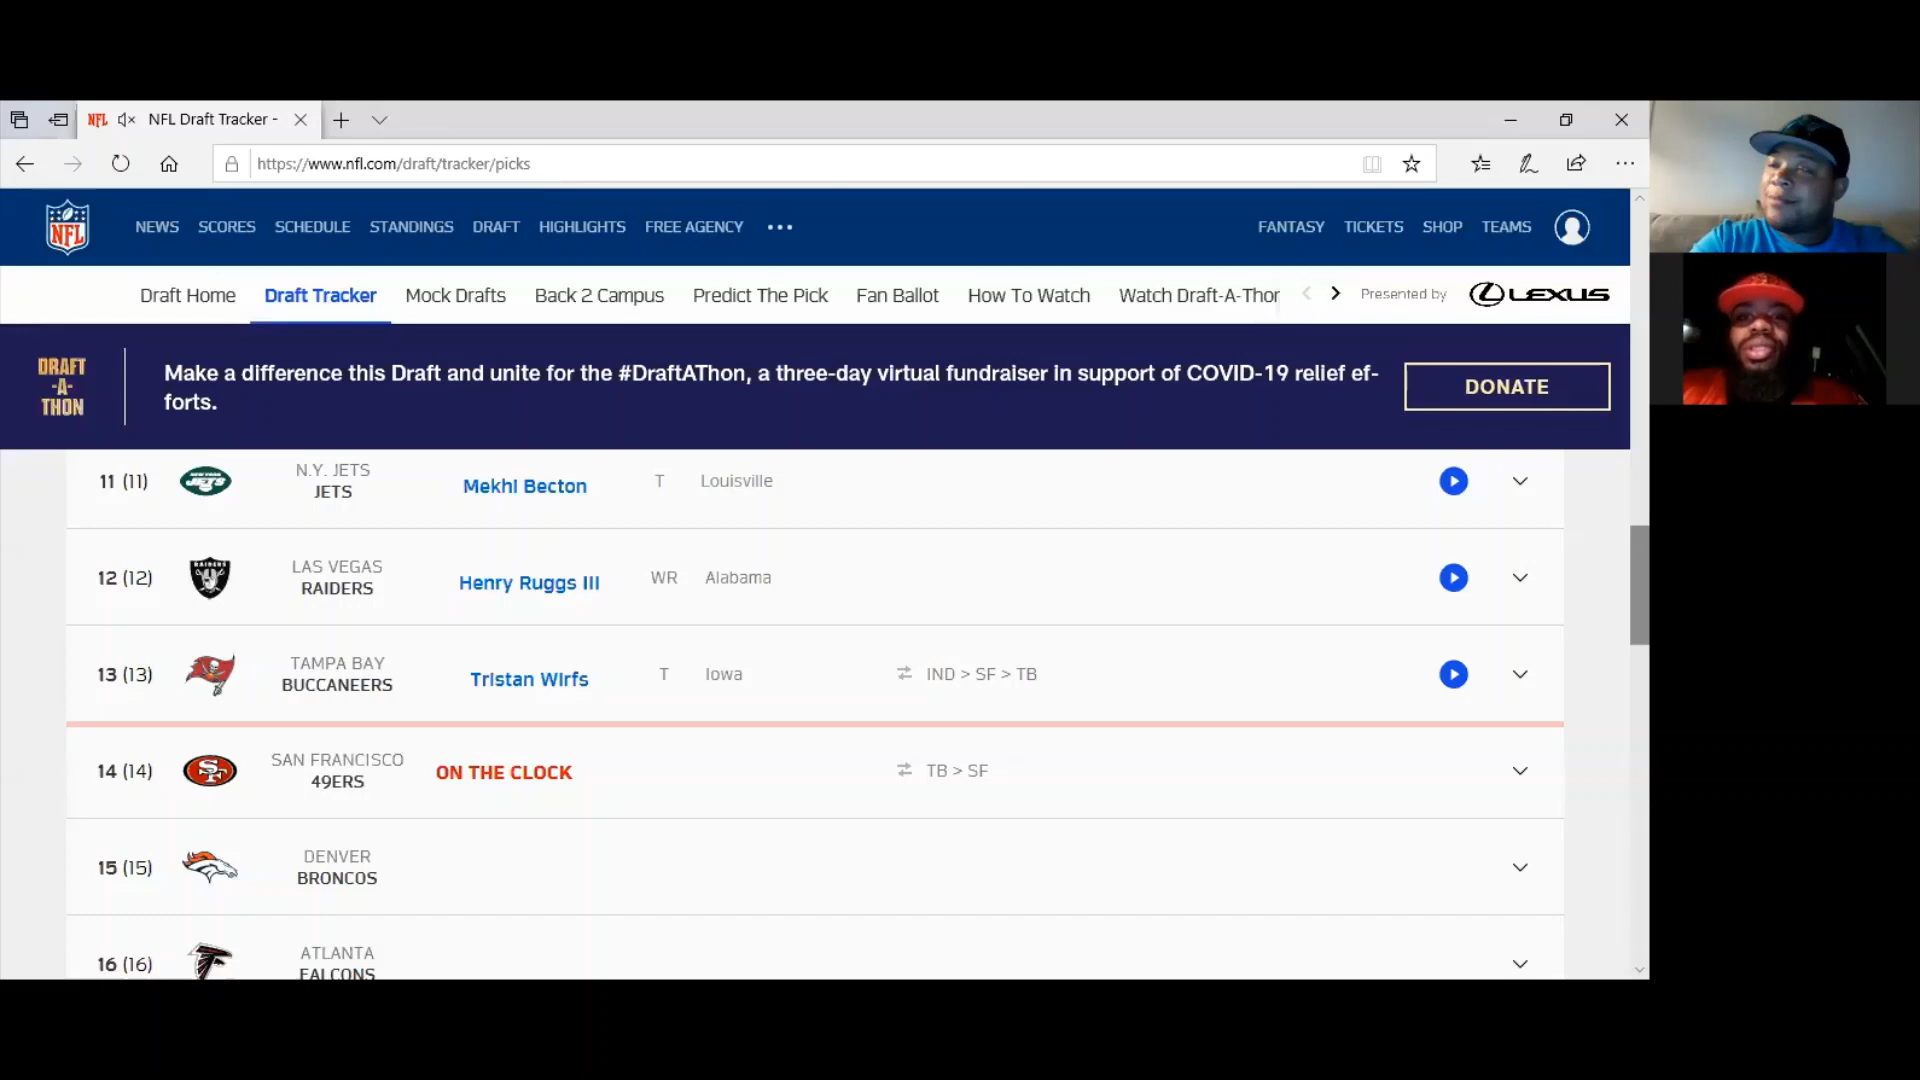 NFL NFL Draft Tracker -
https://www.nfl.com/draft/tracker/picks
NFL NEWS SCORES SCHEDULE STANDINGS DRAFT HIGHLIGHTS FREE AGENCY FANTASY TICKETS SHOP TEAMS
Draft Home Draft Tracker Mock Drafts Back 2 Campus Predict The Pick Fan Ballot How To Watch Watch Draft-A-Thor Presented by LEXUS
DRAFT
-A-
THON
Make a difference this Draft and unite for the #DraftAThon, a three-day virtual fundraiser in support of COVID-19 relief ef-
forts.
DONATE
11 (11) JETS N.Y. JETS
JETS
Mekhi Becton T Louisville
12 (12) RAIDERS LAS VEGAS
RAIDERS
Henry Ruggs III WR Alabama
13 (13) TAMPA BAY
BUCCANEERS
Tristan Wirfs T Iowa IND > SF > TB
14 (14) SF SAN FRANCISCO
49ERS
ON THE CLOCK TB > SF
15 (15) DENVER
BRONCOS
16 (16) ATLANTA
FALCONS